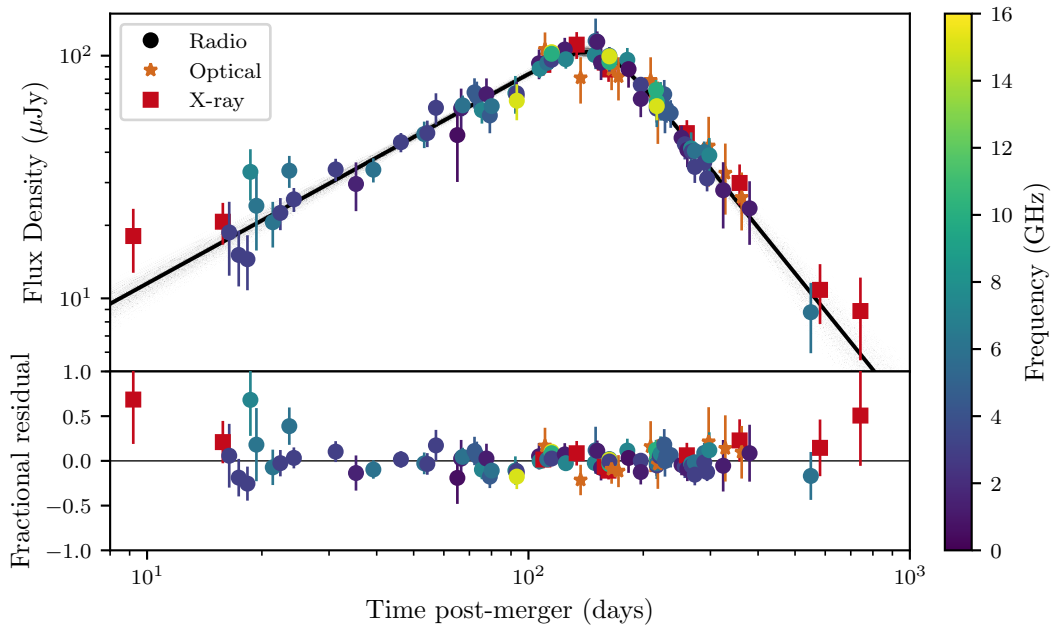 Radio
Optical
X-ray
Flux Density (μJy)
10²
10¹
Fractional residual
1.0
0.5
0.0
−0.5
−1.0
10¹ 10² 10³
Time post-merger (days)
16
14
12
10
8
6
4
2
0
Frequency (GHz)